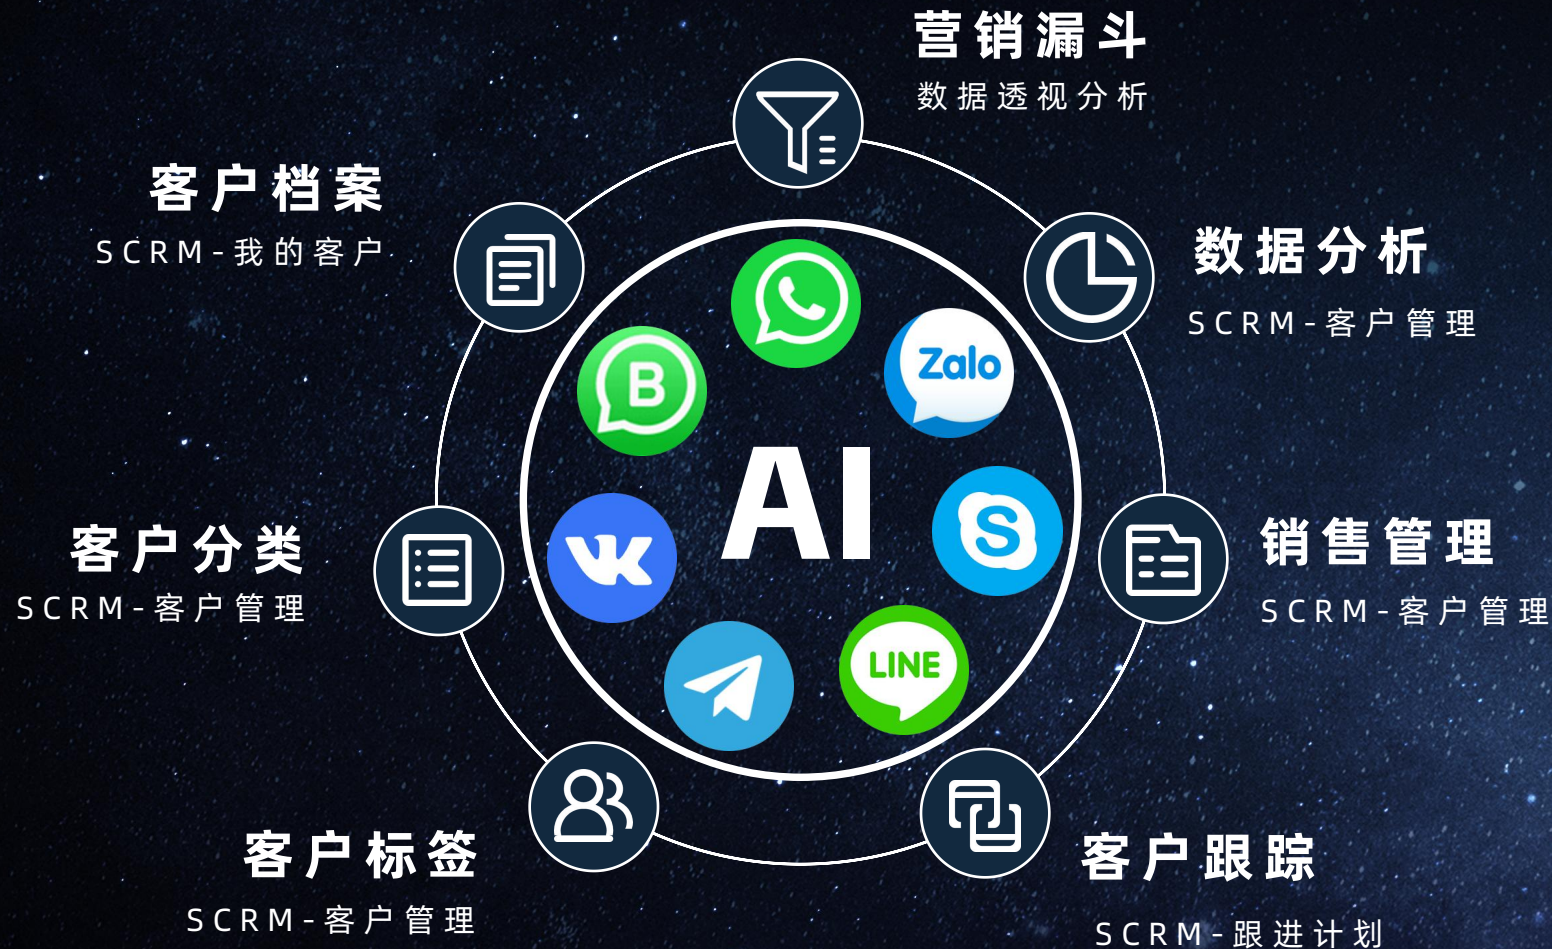 营销漏斗
数据透视分析
客户档案
SCRM-我的客户
数据分析
SCRM-客户管理
Zalo
B
AI
S
VK
客户分类
SCRM-客户管理
销售管理
SCRM-客户管理
LINE
客户标签
SCRM-客户管理
客户跟踪
SCRM-跟进计划